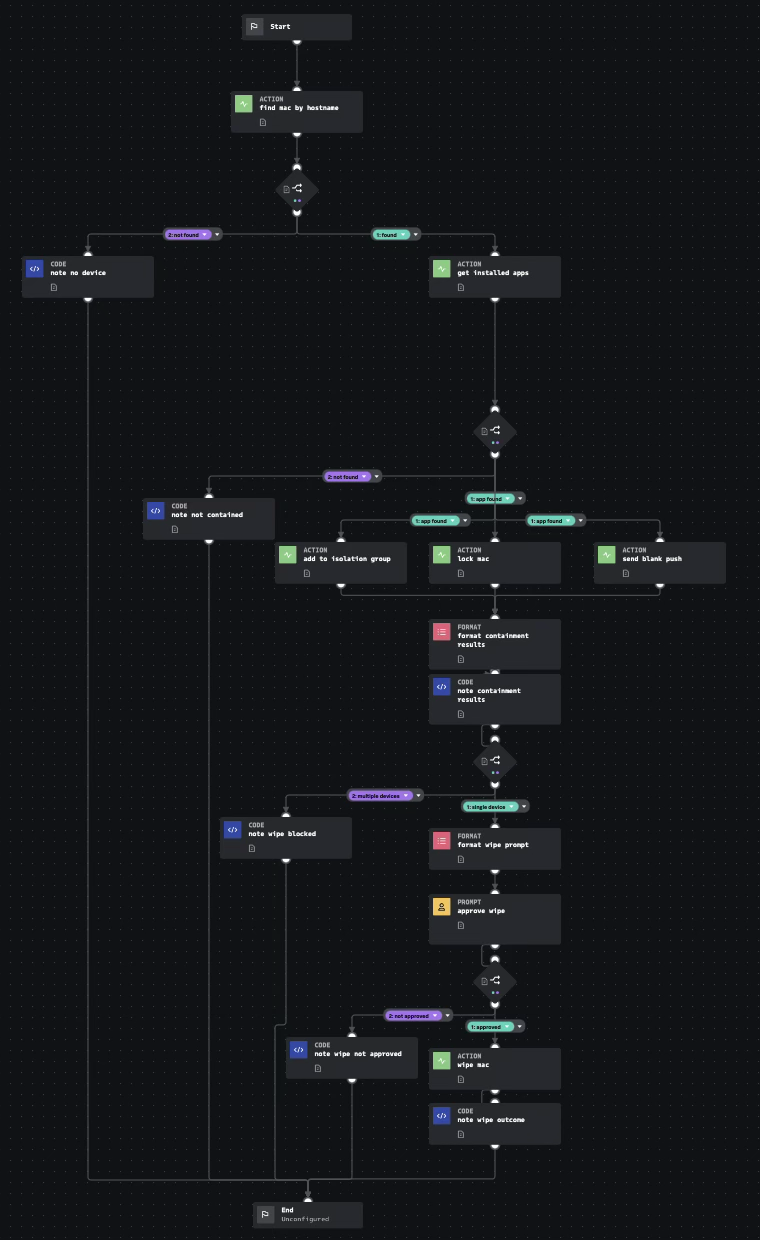 Start
ACTION
find mac by hostname
2: not found
1: found
CODE
note no device
ACTION
get installed apps
2: not found
1: app found
CODE
note not contained
1: app found
1: app found
ACTION
add to isolation group
ACTION
lock mac
ACTION
send blank push
FORMAT
format containment
results
CODE
note containment
results
2: multiple devices
1: single device
CODE
note wipe blocked
FORMAT
format wipe prompt
PROMPT
approve wipe
2: not approved
1: approved
CODE
note wipe not approved
ACTION
wipe mac
CODE
note wipe outcome
End
Unconfigured